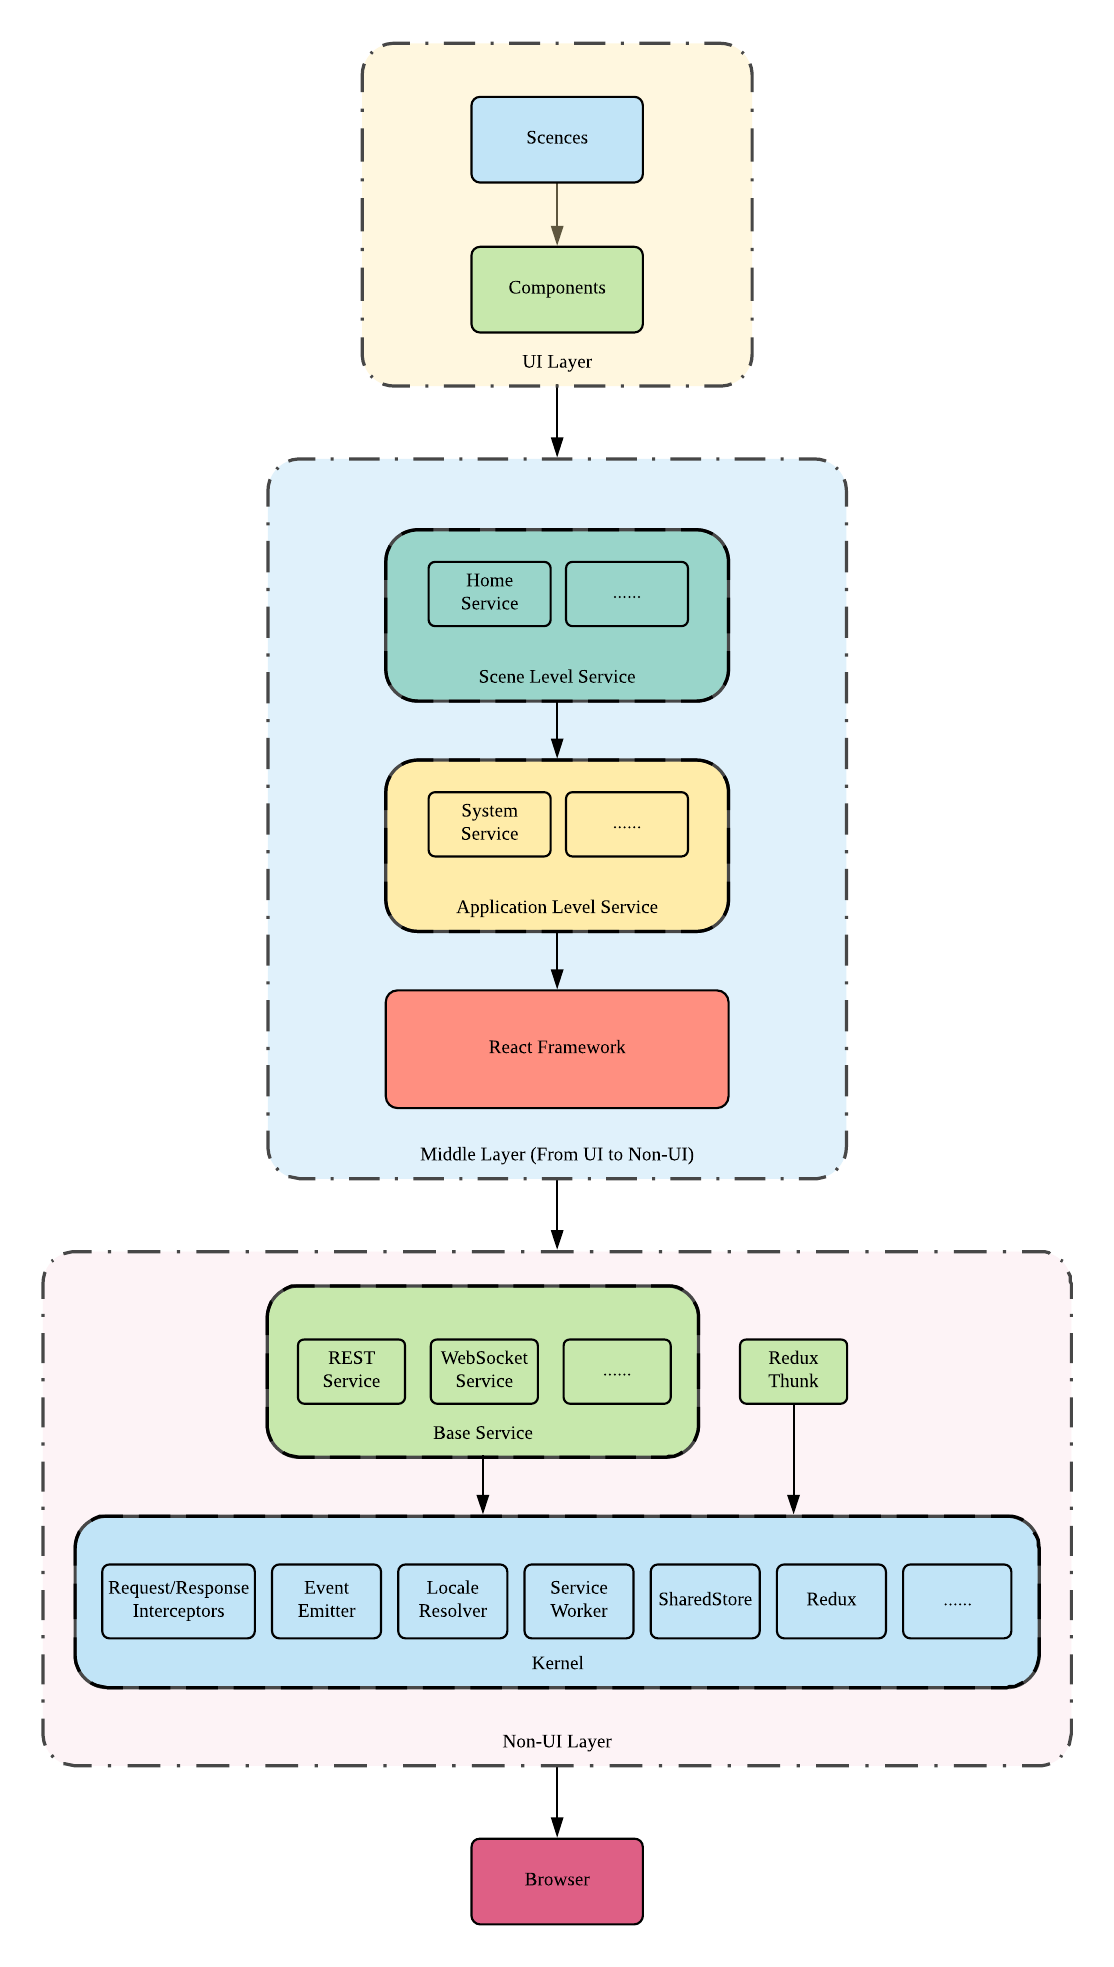 Scences
Components
UI Layer
Home
Service
......
Scene Level Service
System
Service
......
Application Level Service
React Framework
Middle Layer (From UI to Non-UI)
REST
Service
WebSocket
Service
......
Base Service
Redux
Thunk
Request/Response
Interceptors
Event
Emitter
Locale
Resolver
Service
Worker
SharedStore
Redux
......
Kernel
Non-UI Layer
Browser